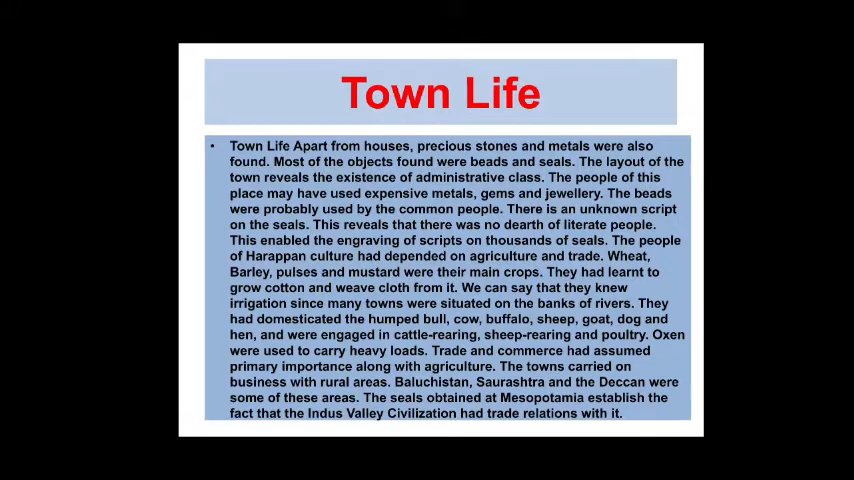 Town Life
• Town Life Apart from houses, precious stones and metals were also
found. Most of the objects found were beads and seals. The layout of the
town reveals the existence of administrative class. The people of this
place may have used expensive metals, gems and jewellery. The beads
were probably used by the common people. There is an unknown script
on the seals. This reveals that there was no dearth of literate people.
This enabled the engraving of scripts on thousands of seals. The people
of Harappan culture had depended on agriculture and trade. Wheat,
Barley, pulses and mustard were their main crops. They had learnt to
grow cotton and weave cloth from it. We can say that they knew
irrigation since many towns were situated on the banks of rivers. They
had domesticated the humped bull, cow, buffalo, sheep, goat, dog and
hen, and were engaged in cattle-rearing, sheep-rearing and poultry. Oxen
were used to carry heavy loads. Trade and commerce had assumed
primary importance along with agriculture. The towns carried on
business with rural areas. Baluchistan, Saurashtra and the Deccan were
some of these areas. The seals obtained at Mesopotamia establish the
fact that the Indus Valley Civilization had trade relations with it.